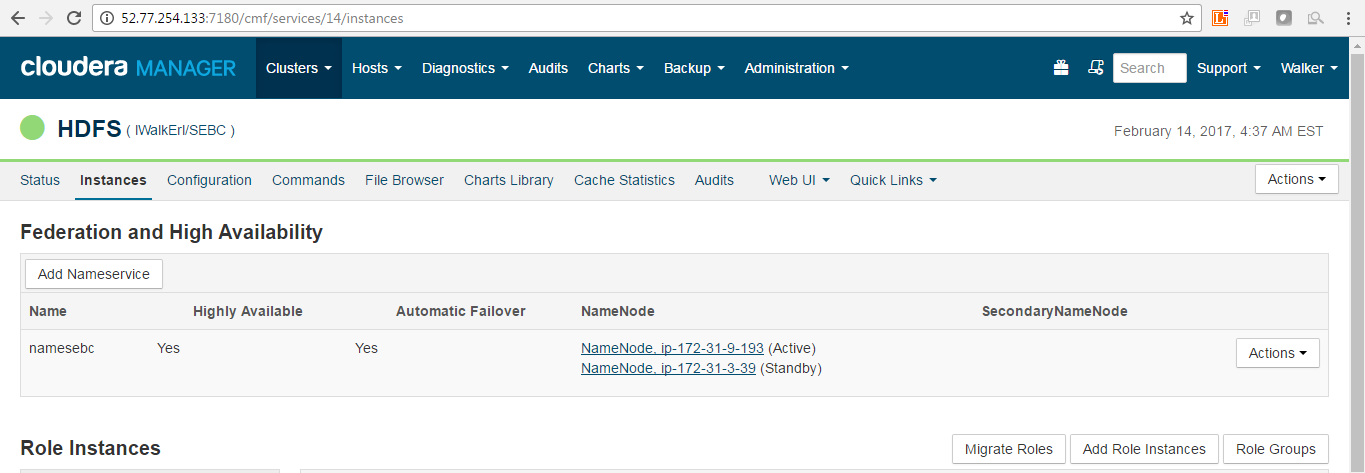 52.77.254.133:7180/cmf/services/14/instances
cloudera MANAGER Clusters Hosts Diagnostics Audits Charts Backup Administration Search Support Walker
HDFS ( IWalkErl/SEBC ) February 14, 2017, 4:37 AM EST
Status Instances Configuration Commands File Browser Charts Library Cache Statistics Audits Web UI Quick Links Actions
Federation and High Availability
Add Nameservice
Name Highly Available Automatic Failover NameNode SecondaryNameNode
namesebc Yes Yes NameNode, ip-172-31-9-193 (Active) Actions
NameNode, ip-172-31-3-39 (Standby)
Role Instances Migrate Roles Add Role Instances Role Groups